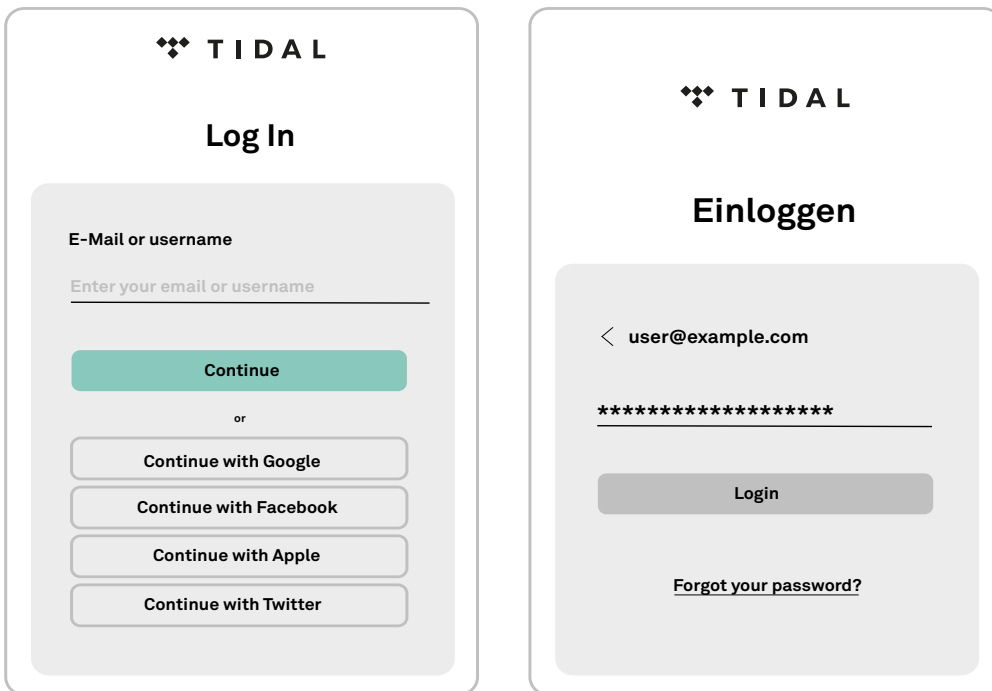 TIDAL
Log In
E-Mail or username
Enter your email or username
Continue
or
Continue with Google
Continue with Facebook
Continue with Apple
Continue with Twitter
TIDAL
Einloggen
user@example.com
*******************
Login
Forgot your password?